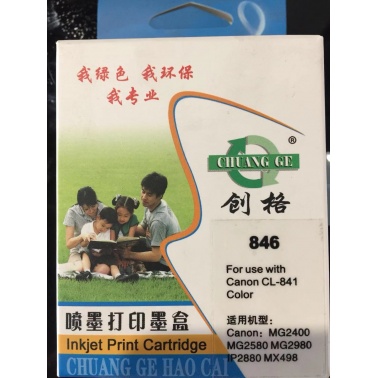 我绿色 我环保
我专业
®
CHUANG GE
创格
846
For use with
Canon CL-841
Color
适用机型:
Canon: MG2400
MG2580 MG2980
IP2880 MX498
喷墨打印墨盒
Inkjet Print Cartridge
CHUANG GE HAO CAI